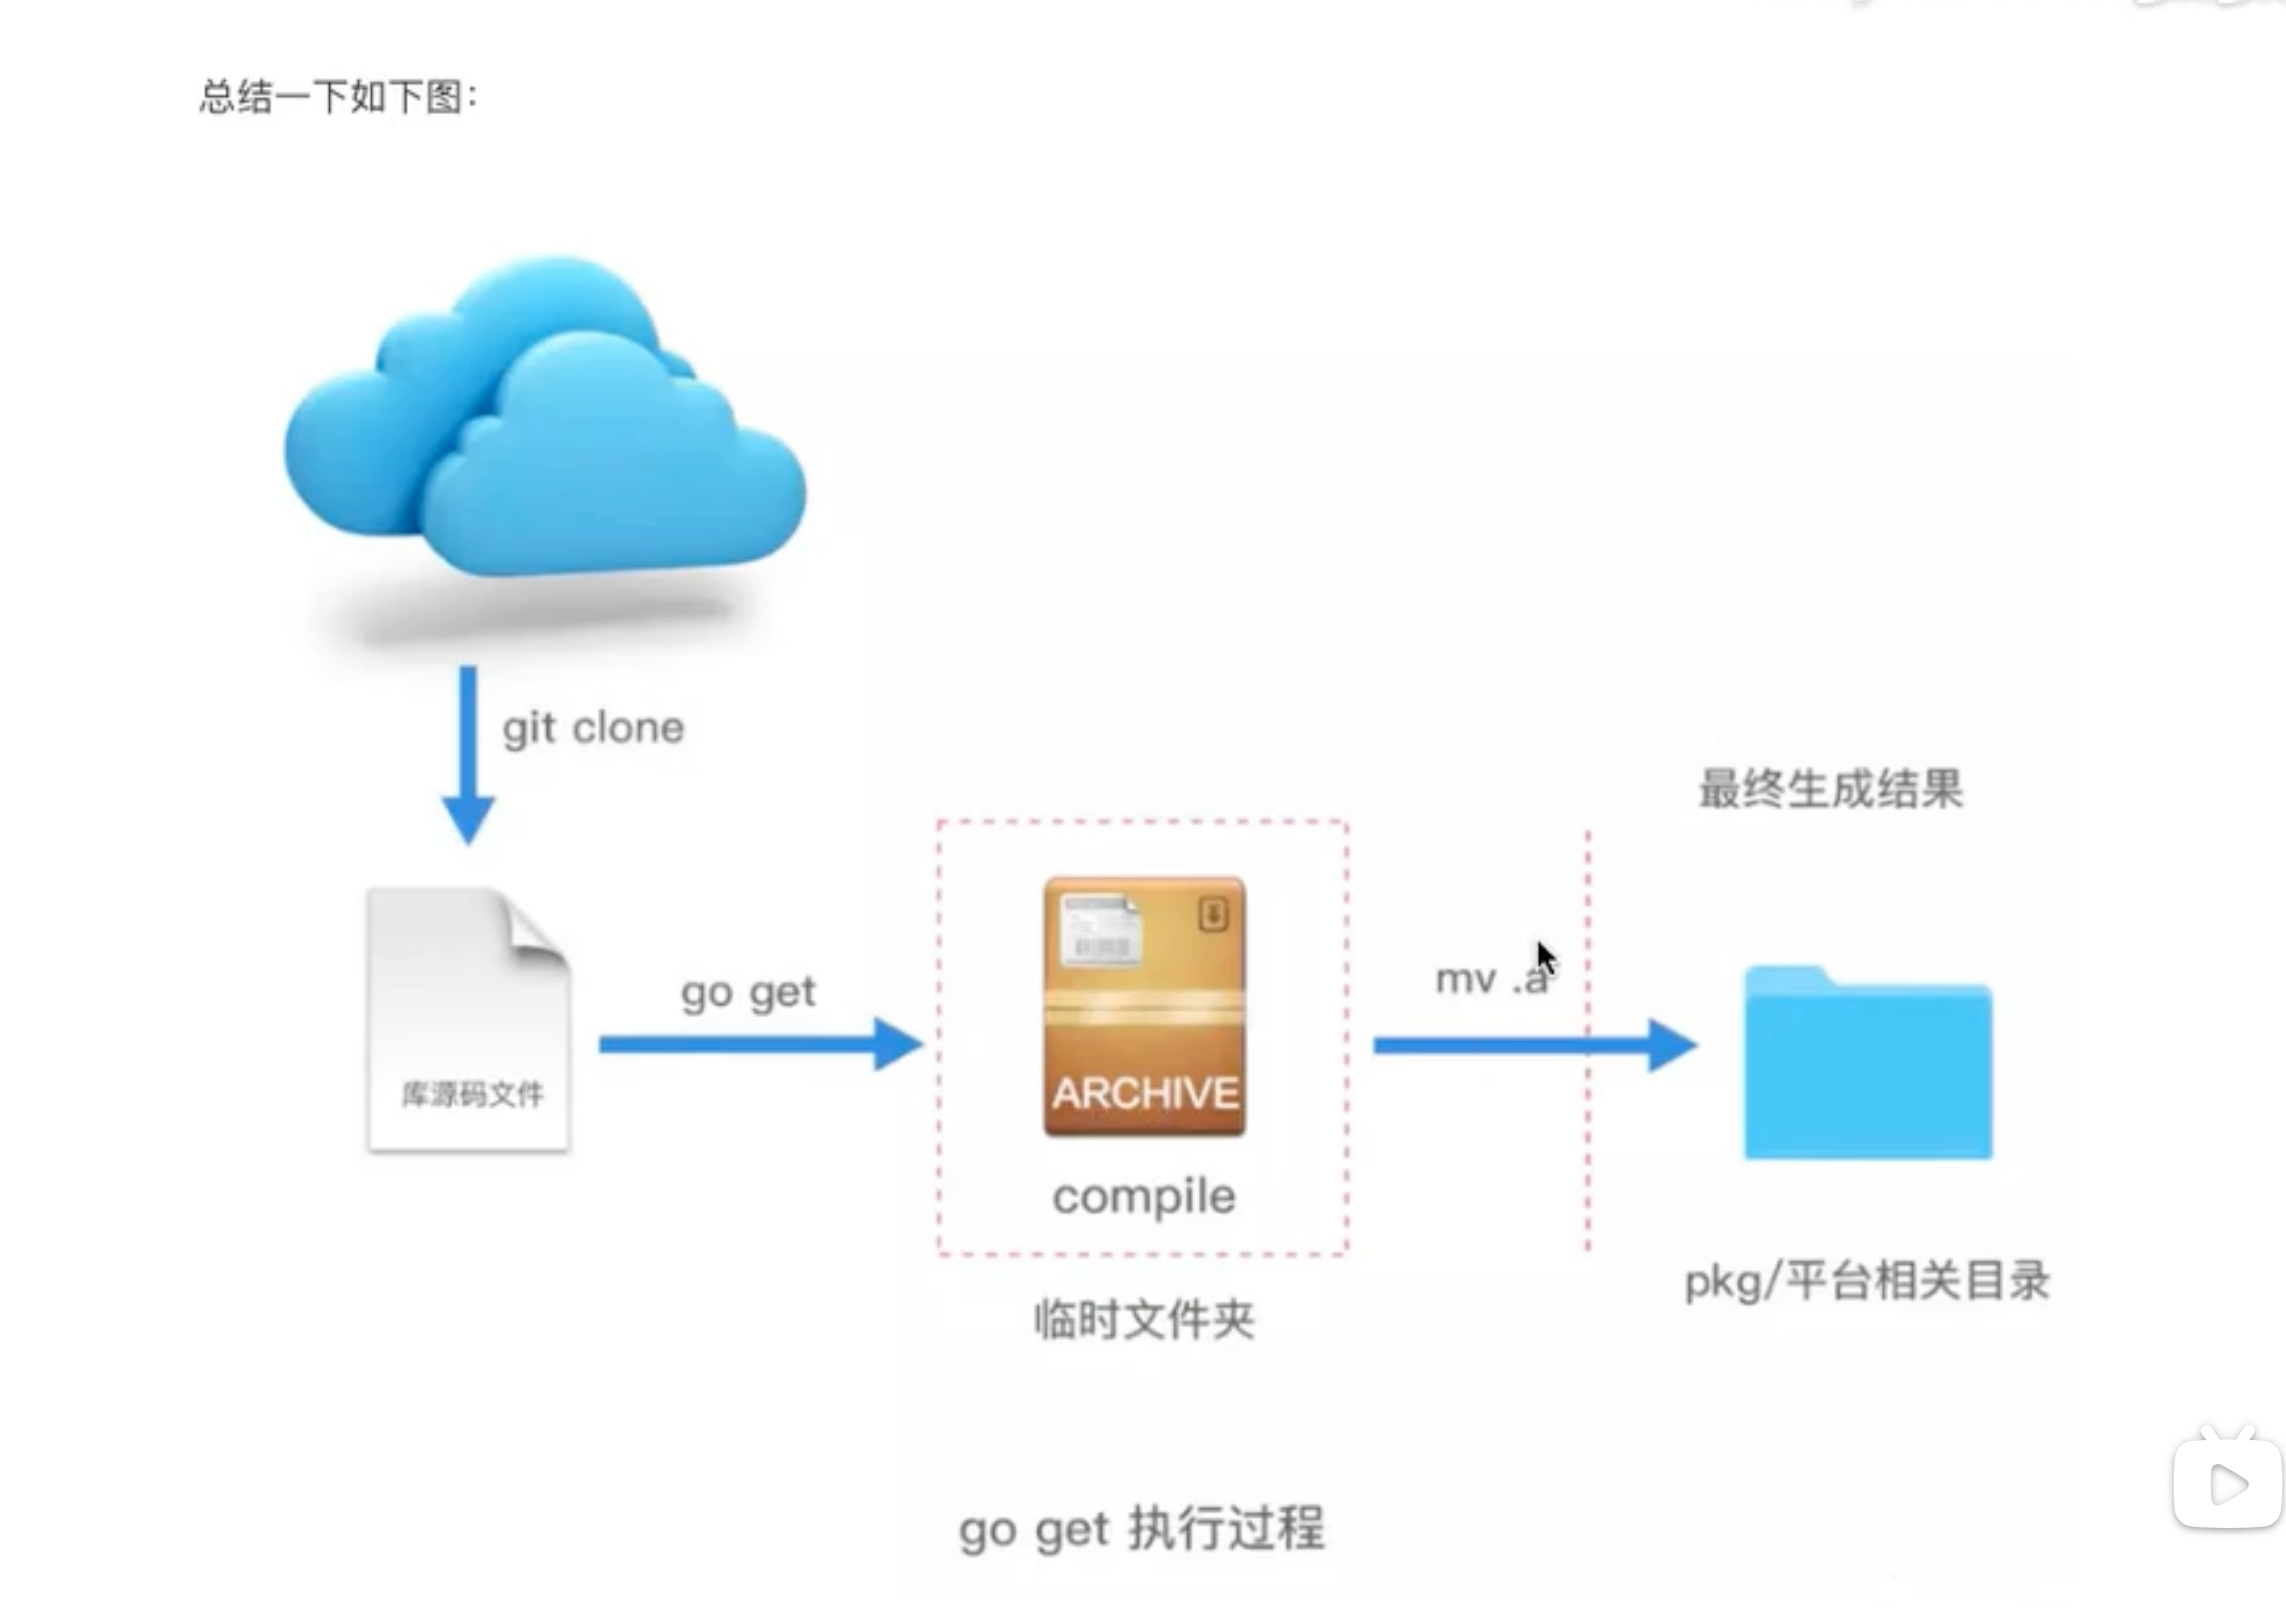 总结一下如下图：
git clone
最终生成结果
库源码文件
go get
ARCHIVE
compile
临时文件夹
mv .a
pkg/平台相关目录
go get 执行过程